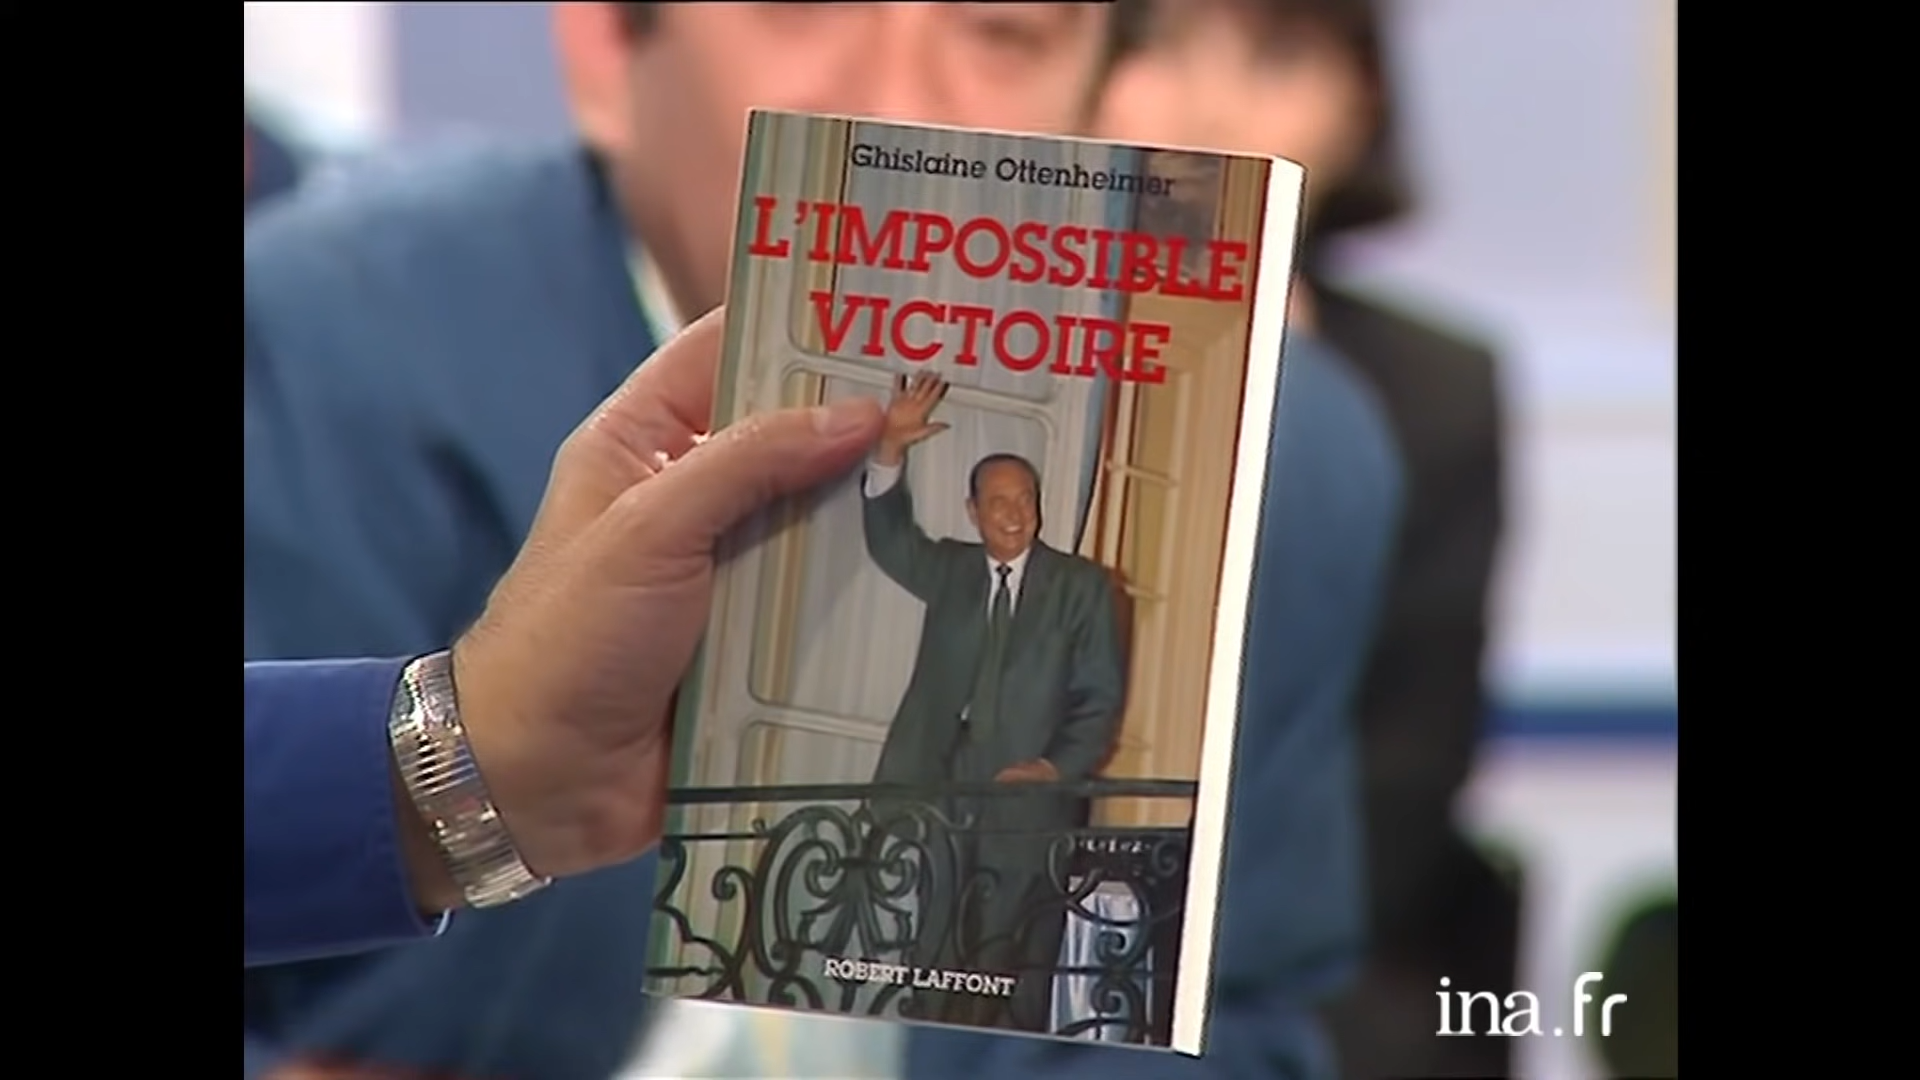 Ghislaine Ottenheimer
L'IMPOSSIBLE
VICTOIRE
ROBERT LAFFONT
ina.fr